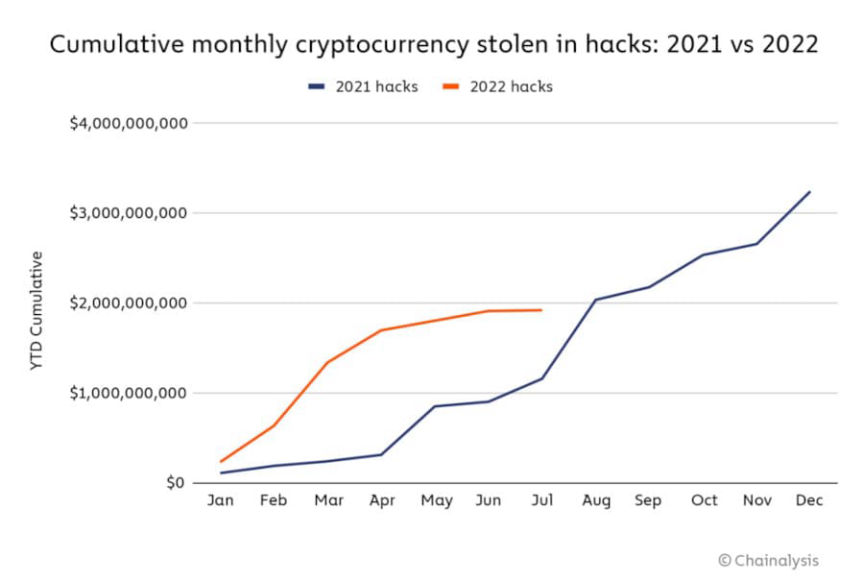 Cumulative monthly cryptocurrency stolen in hacks: 2021 vs 2022
2021 hacks 2022 hacks
$4,000,000,000
$3,000,000,000
$2,000,000,000
$1,000,000,000
$0
YTD Cumulative
Jan Feb Mar Apr May Jun Jul Aug Sep Oct Nov Dec
© Chainalysis